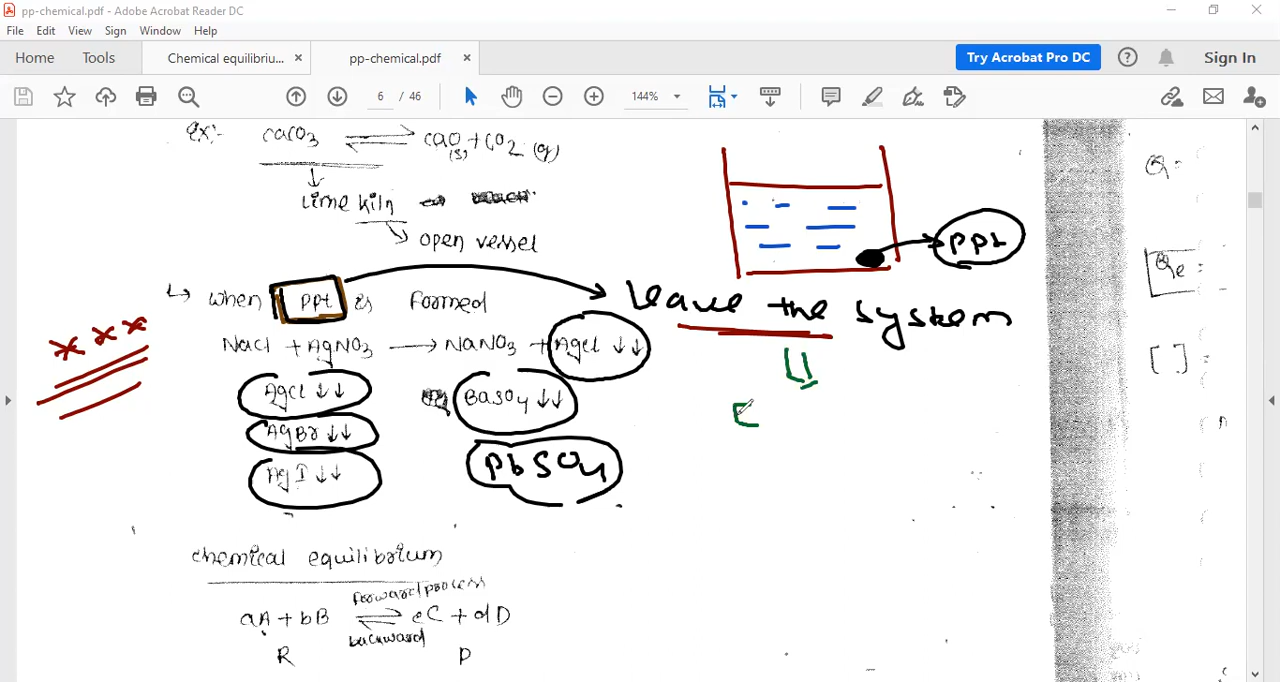 pp-chemical.pdf - Adobe Acrobat Reader DC
File Edit View Sign Window Help
Home Tools Chemical equilibriu... × pp-chemical.pdf × Try Acrobat Pro DC Sign In
6 / 46 144%
Ex:- CaCO3 ⇌ CaO + CO2 (g)
(s)
↓
Lime kiln →
↳ open vessel
ppt
↳ when ppt is formed → leave the system
NaCl + AgNO3 → NaNO3 + AgCl ↓↓
AgCl ↓↓ BaSO4 ↓↓
AgBr ↓↓
AgI ↓↓ PbSO4
chemical equilibrium
forward process
aA + bB ⇌ cC + dD
backward
R P
Q =
Qe =
[ ] =